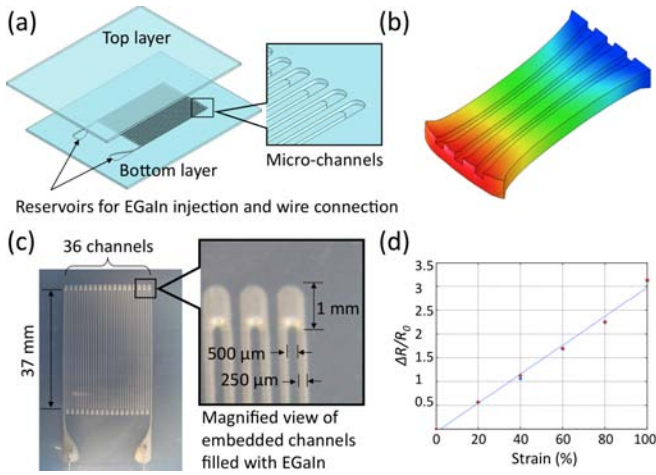 (a)
Top layer
Bottom layer
Micro-channels
Reservoirs for EGaIn injection and wire connection
(b)
(c)
36 channels
37 mm
1 mm
500 μm
250 μm
Magnified view of
embedded channels
filled with EGaIn
(d)
3.5
3
2.5
2
1.5
1
0.5
0
20
40
60
80
100
ΔR/R0
Strain (%)